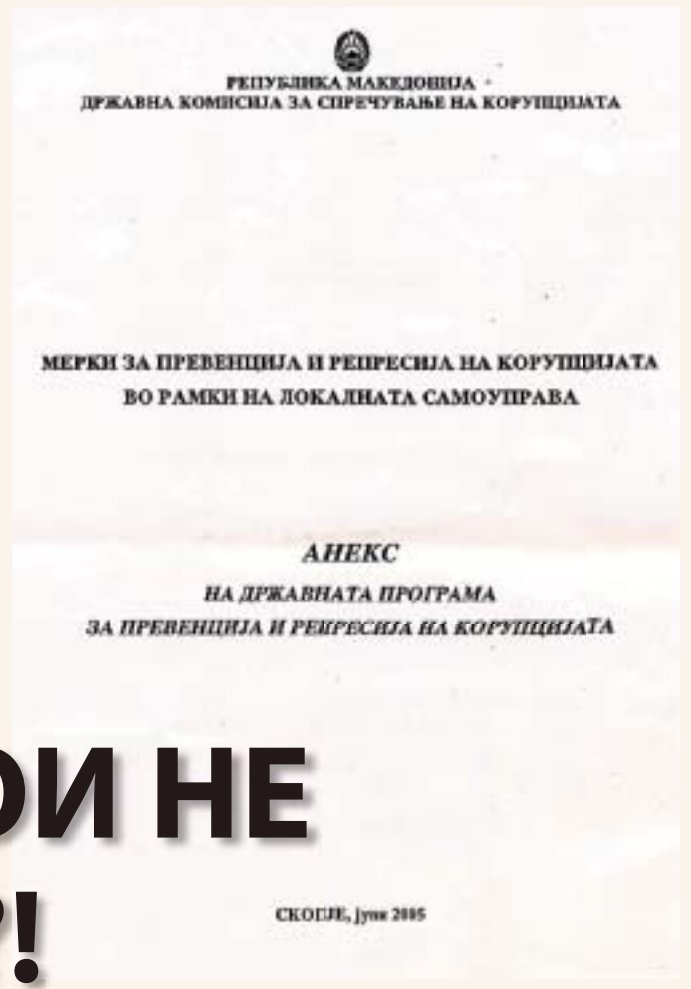 РЕПУБЛИКА МАКЕДОНИЈА
ДРЖАВНА КОМИСИЈА ЗА СПРЕЧУВАЊЕ НА КОРУПЦИЈАТА
МЕРКИ ЗА ПРЕВЕНЦИЈА И РЕПРЕСИЈА НА КОРУПЦИЈАТА
ВО РАМКИ НА ЛОКАЛНАТА САМОУПРАВА
АНЕКС
НА ДРЖАВНАТА ПРОГРАМА
ЗА ПРЕВЕНЦИЈА И РЕПРЕСИЈА НА КОРУПЦИЈАТА
ОИ НЕ
?!
СКОПЈЕ, јуни 2005